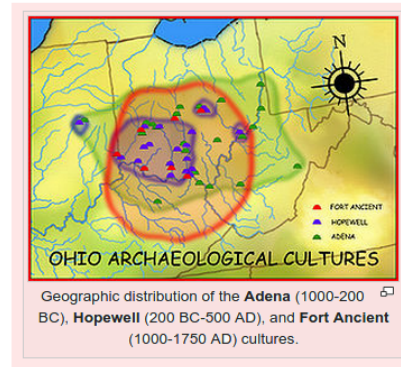 N
FORT ANCIENT
HOPEWELL
ADENA
OHIO ARCHAEOLOGICAL CULTURES
Geographic distribution of the Adena (1000-200
BC), Hopewell (200 BC-500 AD), and Fort Ancient
(1000-1750 AD) cultures.